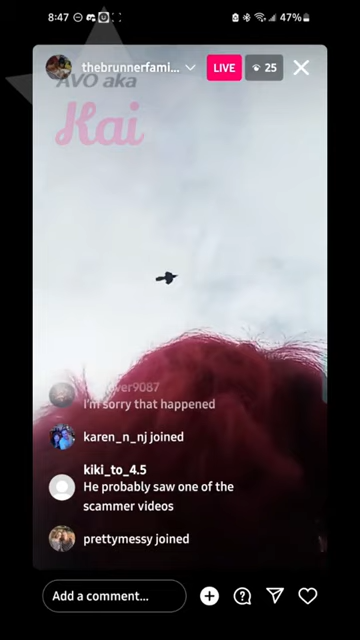 8:47
47%
thebrunnerfami...
LIVE
25
AVO aka
Kai
I'm sorry that happened
karen_n_nj joined
kiki_to_4.5
He probably saw one of the
scammer videos
prettymessy joined
Add a comment...